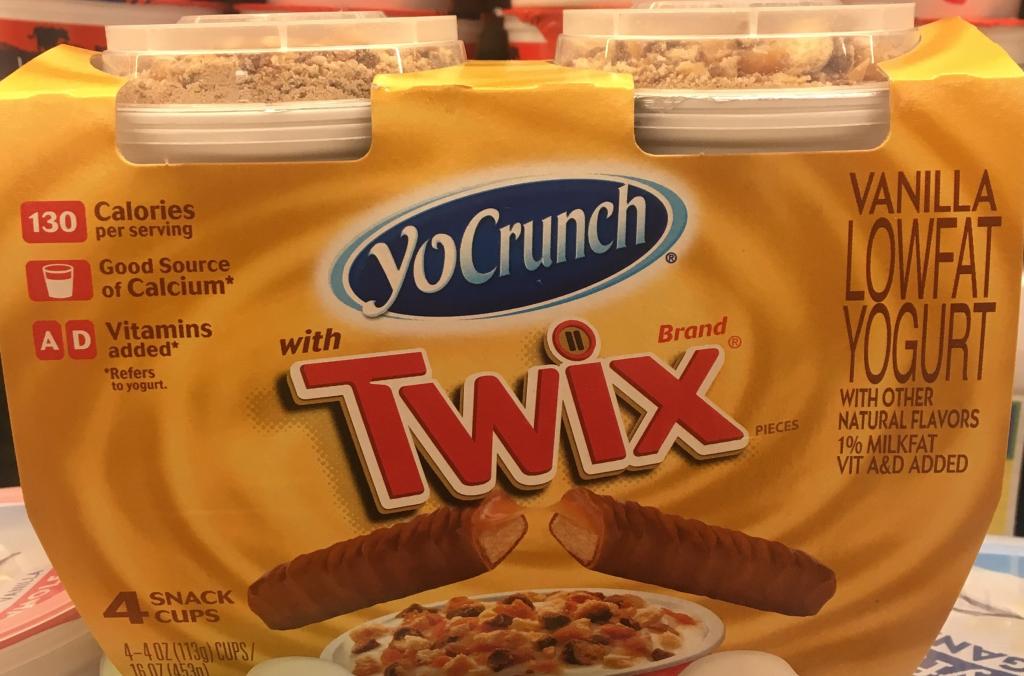 130 Calories
per serving
Good Source
of Calcium*
A D Vitamins
added*
*Refers
to yogurt.
yoCrunch®
with
Brand
Twix®
PIECES
VANILLA
LOWFAT
YOGURT
WITH OTHER
NATURAL FLAVORS
1% MILKFAT
VIT A&D ADDED
4 SNACK
CUPS
4-4 OZ (113g) CUPS/
16 OZ (453g)